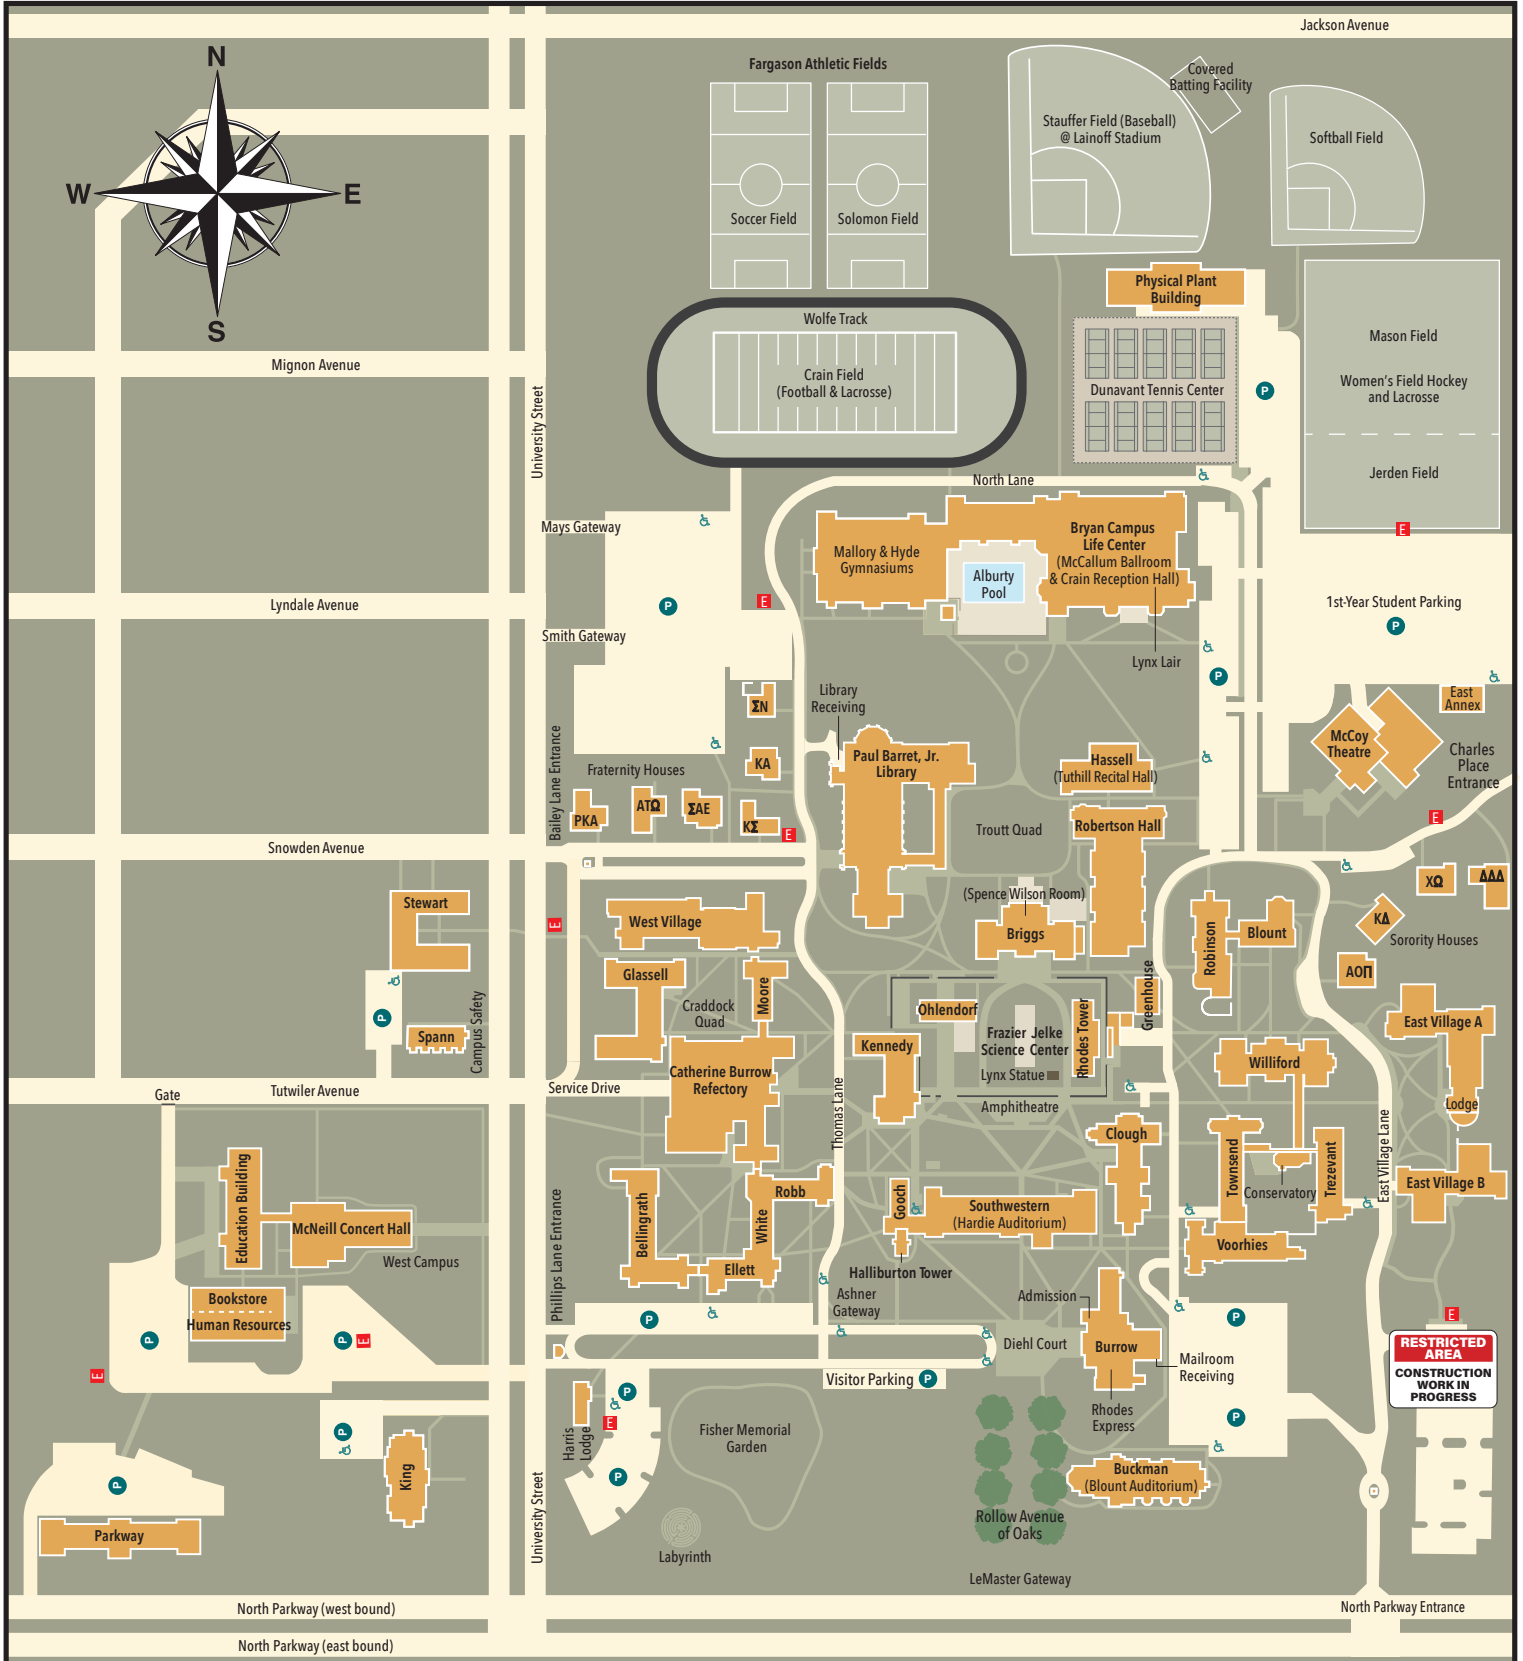 Jackson Avenue
N
W
E
S
Fargason Athletic Fields
Soccer Field
Solomon Field
Stauffer Field (Baseball)
@ Lainoff Stadium
Covered
Batting Facility
Softball Field
Physical Plant
Building
Wolfe Track
Crain Field
(Football & Lacrosse)
Dunavant Tennis Center
P
Mason Field
Women's Field Hockey
and Lacrosse
Jerden Field
E
Mignon Avenue
University Street
North Lane
Mays Gateway
Mallory & Hyde
Gymnasiums
Alburty
Pool
Bryan Campus
Life Center
(McCallum Ballroom
& Crain Reception Hall)
Lynx Lair
Lyndale Avenue
P
E
Smith Gateway
1st-Year Student Parking
P
P
ΣN
KA
Library
Receiving
Bailey Lane Entrance
Fraternity Houses
PKA
ATΩ
ΣAE
KΣ
E
Paul Barret, Jr.
Library
Hassell
(Tuthill Recital Hall)
Troutt Quad
Robertson Hall
McCoy
Theatre
East
Annex
Charles
Place
Entrance
E
Snowden Avenue
Stewart
P
Spann
Campus Safety
E
West Village
Glassell
Craddock
Quad
Moore
(Spence Wilson Room)
Briggs
Robinson
Blount
XΩ
ΔΔΔ
KΔ
Sorority Houses
AOΠ
Ohlendorf
Kennedy
Frazier Jelke
Science Center
Lynx Statue
Rhodes Tower
Greenhouse
Amphitheatre
Williford
East Village A
Lodge
Catherine Burrow
Refectory
Service Drive
Tutwiler Avenue
Gate
Thomas Lane
Clough
Townsend
Conservatory
Trezevant
East Village Lane
East Village B
Education Building
McNeill Concert Hall
West Campus
Bookstore
Human Resources
P
P
E
E
Phillips Lane Entrance
Bellingrath
Robb
White
Ellett
Gooch
Southwestern
(Hardie Auditorium)
Halliburton Tower
Voorhies
Ashner
Gateway
P
Admission
Diehl Court
Burrow
Mailroom
Receiving
Rhodes
Express
P
P
E
RESTRICTED
AREA
CONSTRUCTION
WORK IN
PROGRESS
Visitor Parking P
P
E
P
Harris
Lodge
Fisher Memorial
Garden
Labyrinth
P
King
P
Parkway
University Street
Buckman
(Blount Auditorium)
Rollow Avenue
of Oaks
LeMaster Gateway
North Parkway (west bound)
North Parkway Entrance
North Parkway (east bound)